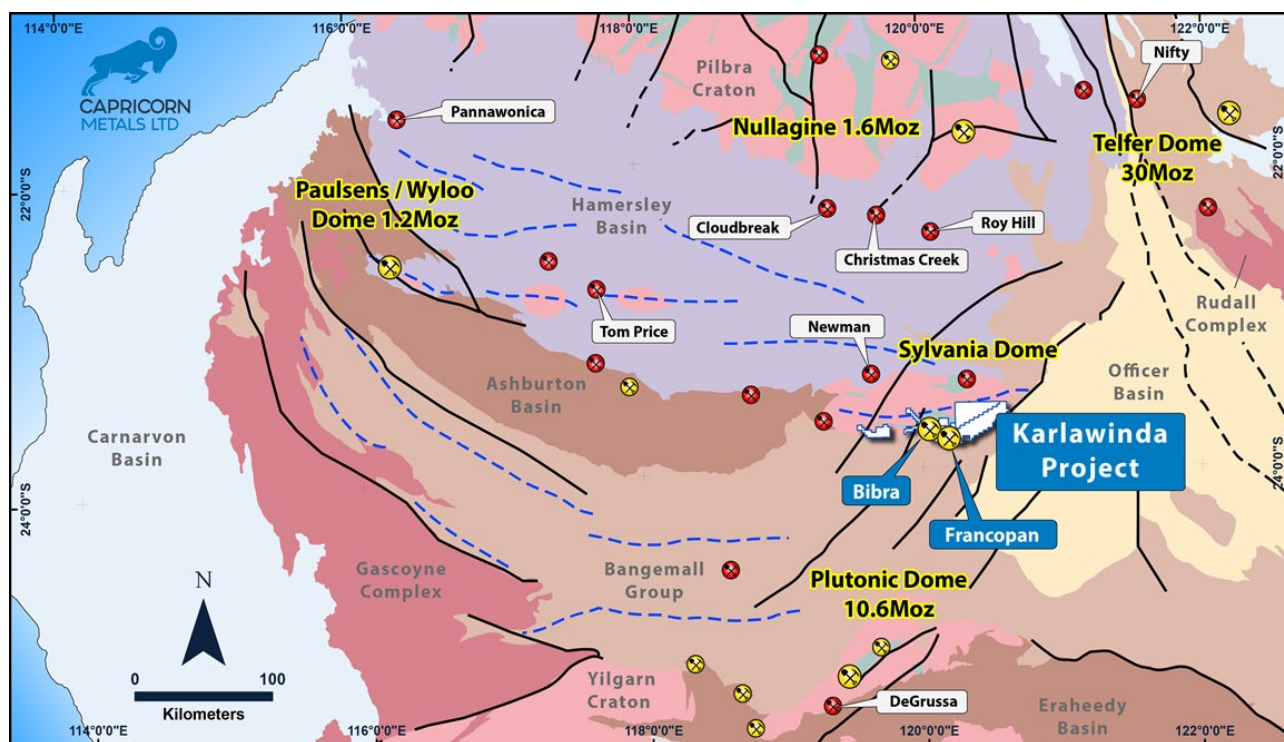 114°0'0"E
116°0'0"E
118°0'0"E
120°0'0"E
122°0'0"E
CAPRICORN
METALS LTD
Pilbra
Craton
Nifty
Pannawonica
Nullagine 1.6Moz
Telfer Dome
30Moz
22°0'0"S
22°0'0"S
Paulsens / Wyloo
Dome 1.2Moz
Hamersley
Basin
Cloudbreak
Roy Hill
Christmas Creek
Rudall
Complex
Tom Price
Newman
Sylvania Dome
Ashburton
Basin
Officer
Basin
Carnarvon
Basin
Karlawinda
Project
24°0'0"S
24°0'0"S
Bibra
Francopan
N
Gascoyne
Complex
Bangemall
Group
Plutonic Dome
10.6Moz
0
100
Kilometers
Yilgarn
Craton
DeGrussa
Eraheedy
Basin
114°0'0"E
116°0'0"E
118°0'0"E
120°0'0"E
122°0'0"E